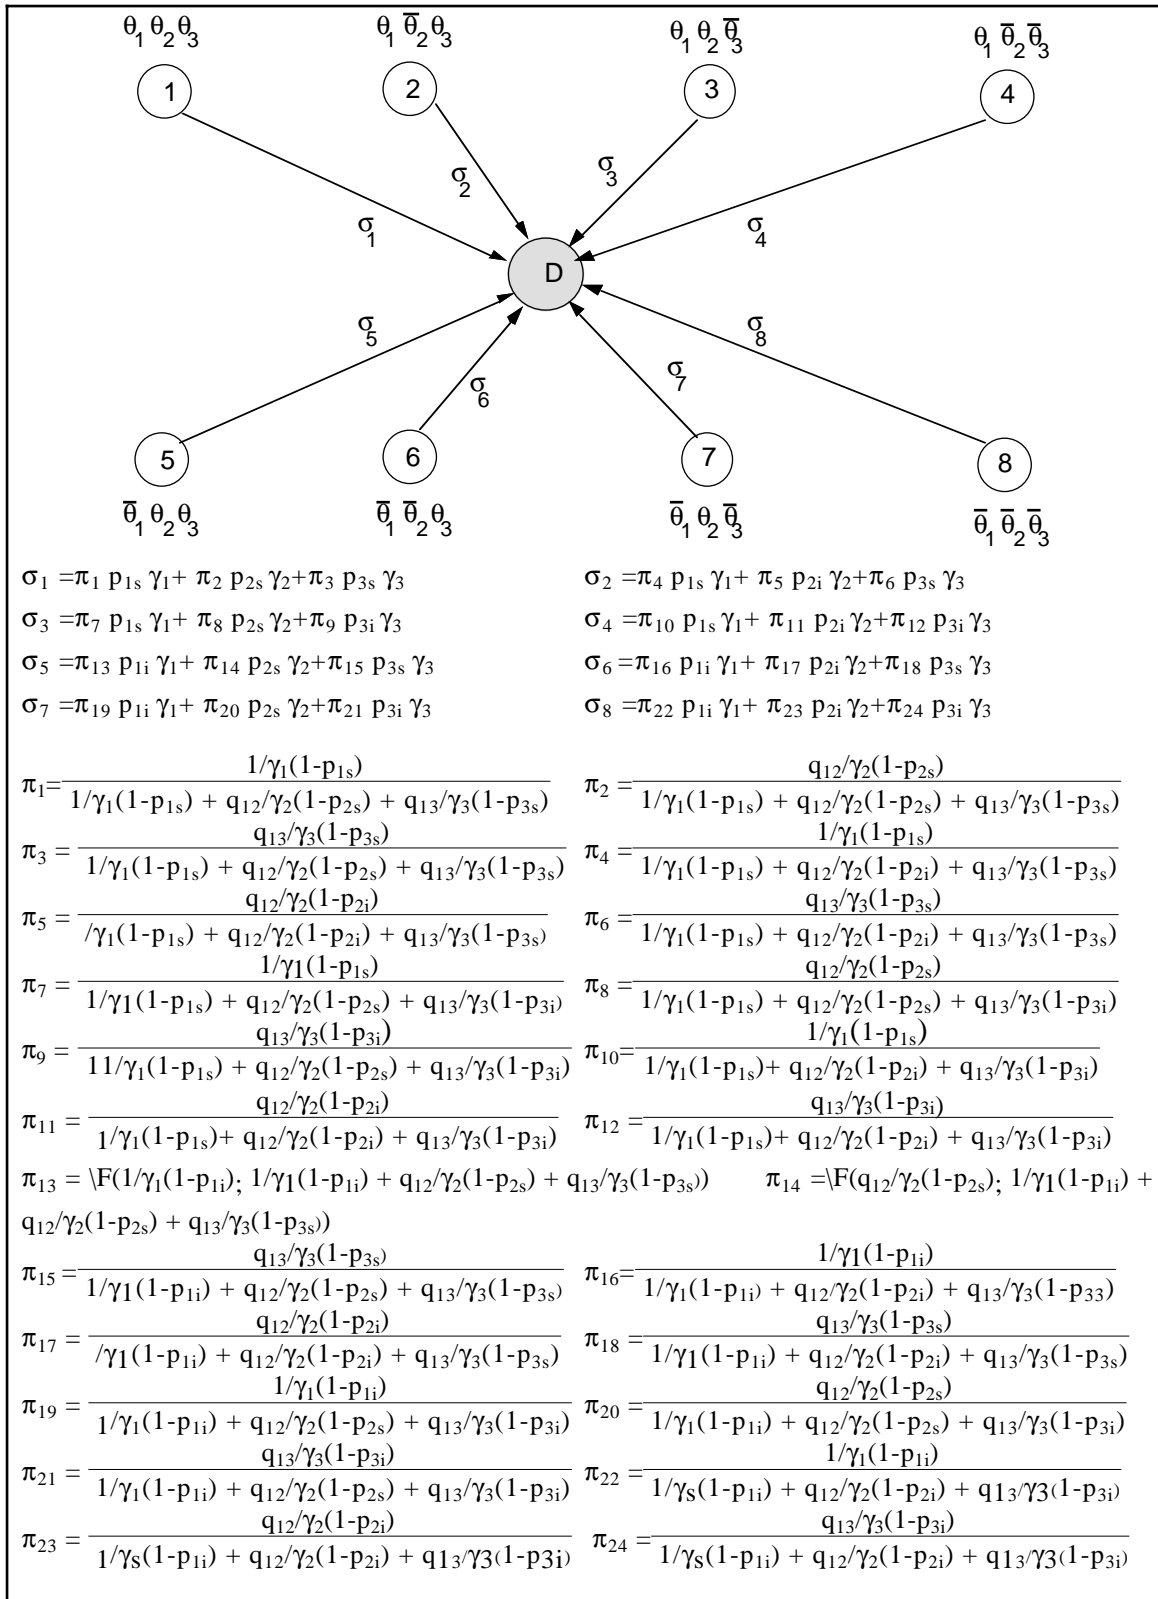 θ₁ θ₂ θ₃ θ₁ θ̅₂ θ₃ θ₁ θ₂ θ̅₃ θ₁ θ̅₂ θ̅₃
1 2 3 4
σ₂ σ₃
σ₁ σ₄
D
σ₅ σ₈
σ₆ σ₇
5 6 7 8
θ̅₁ θ₂ θ₃ θ̅₁ θ̅₂ θ₃ θ̅₁ θ₂ θ̅₃ θ̅₁ θ̅₂ θ̅₃
σ₁ =π₁ p₁ₛ γ₁+ π₂ p₂ₛ γ₂+π₃ p₃ₛ γ₃ σ₂ =π₄ p₁ₛ γ₁+ π₅ p₂ᵢ γ₂+π₆ p₃ₛ γ₃
σ₃ =π₇ p₁ₛ γ₁+ π₈ p₂ₛ γ₂+π₉ p₃ᵢ γ₃ σ₄ =π₁₀ p₁ₛ γ₁+ π₁₁ p₂ᵢ γ₂+π₁₂ p₃ᵢ γ₃
σ₅ =π₁₃ p₁ᵢ γ₁+ π₁₄ p₂ₛ γ₂+π₁₅ p₃ₛ γ₃ σ₆ =π₁₆ p₁ᵢ γ₁+ π₁₇ p₂ᵢ γ₂+π₁₈ p₃ₛ γ₃
σ₇ =π₁₉ p₁ᵢ γ₁+ π₂₀ p₂ₛ γ₂+π₂₁ p₃ᵢ γ₃ σ₈ =π₂₂ p₁ᵢ γ₁+ π₂₃ p₂ᵢ γ₂+π₂₄ p₃ᵢ γ₃
1/γ₁(1-p₁ₛ) q₁₂/γ₂(1-p₂ₛ)
π₁= π₂ =
1/γ₁(1-p₁ₛ) + q₁₂/γ₂(1-p₂ₛ) + q₁₃/γ₃(1-p₃ₛ) 1/γ₁(1-p₁ₛ) + q₁₂/γ₂(1-p₂ₛ) + q₁₃/γ₃(1-p₃ₛ)
q₁₃/γ₃(1-p₃ₛ) 1/γ₁(1-p₁ₛ)
π₃ = π₄ =
1/γ₁(1-p₁ₛ) + q₁₂/γ₂(1-p₂ₛ) + q₁₃/γ₃(1-p₃ₛ) 1/γ₁(1-p₁ₛ) + q₁₂/γ₂(1-p₂ᵢ) + q₁₃/γ₃(1-p₃ₛ)
q₁₂/γ₂(1-p₂ᵢ) q₁₃/γ₃(1-p₃ₛ)
π₅ = π₆ =
/γ₁(1-p₁ₛ) + q₁₂/γ₂(1-p₂ᵢ) + q₁₃/γ₃(1-p₃ₛ) 1/γ₁(1-p₁ₛ) + q₁₂/γ₂(1-p₂ᵢ) + q₁₃/γ₃(1-p₃ₛ)
1/γ1(1-p₁ₛ) q₁₂/γ₂(1-p₂ₛ)
π₇ = π₈ =
1/γ1(1-p₁ₛ) + q₁₂/γ₂(1-p₂ₛ) + q₁₃/γ₃(1-p₃ᵢ) 1/γ₁(1-p₁ₛ) + q₁₂/γ₂(1-p₂ₛ) + q₁₃/γ₃(1-p₃ᵢ)
q₁₃/γ₃(1-p₃ᵢ) 1/γ₁(1-p₁ₛ)
π₉ = π₁₀=
11/γ₁(1-p₁ₛ) + q₁₂/γ₂(1-p₂ₛ) + q₁₃/γ₃(1-p₃ᵢ) 1/γ₁(1-p₁ₛ)+ q₁₂/γ₂(1-p₂ᵢ) + q₁₃/γ₃(1-p₃ᵢ)
q₁₂/γ₂(1-p₂ᵢ) q₁₃/γ₃(1-p₃ᵢ)
π₁₁ = π₁₂ =
1/γ₁(1-p₁ₛ)+ q₁₂/γ₂(1-p₂ᵢ) + q₁₃/γ₃(1-p₃ᵢ) 1/γ₁(1-p₁ₛ)+ q₁₂/γ₂(1-p₂ᵢ) + q₁₃/γ₃(1-p₃ᵢ)
π₁₃ = \F(1/γ₁(1-p₁ᵢ); 1/γ1(1-p₁ᵢ) + q₁₂/γ₂(1-p₂ₛ) + q₁₃/γ₃(1-p₃ₛ)) π₁₄ =\F(q₁₂/γ₂(1-p₂ₛ); 1/γ1(1-p₁ᵢ) +
q₁₂/γ₂(1-p₂ₛ) + q₁₃/γ₃(1-p₃ₛ))
q₁₃/γ₃(1-p₃ₛ) 1/γ1(1-p₁ᵢ)
π₁₅ = π₁₆=
1/γ1(1-p₁ᵢ) + q₁₂/γ₂(1-p₂ₛ) + q₁₃/γ₃(1-p₃ₛ) 1/γ₁(1-p₁ᵢ) + q₁₂/γ₂(1-p₂ᵢ) + q₁₃/γ₃(1-p₃₃)
q₁₂/γ₂(1-p₂ᵢ) q₁₃/γ₃(1-p₃ₛ)
π₁₇ = π₁₈ =
/γ1(1-p₁ᵢ) + q₁₂/γ₂(1-p₂ᵢ) + q₁₃/γ₃(1-p₃ₛ) 1/γ1(1-p₁ᵢ) + q₁₂/γ₂(1-p₂ᵢ) + q₁₃/γ₃(1-p₃ₛ)
1/γ₁(1-p₁ᵢ) q₁₂/γ₂(1-p₂ₛ)
π₁₉ = π₂₀ =
1/γ₁(1-p₁ᵢ) + q₁₂/γ₂(1-p₂ₛ) + q₁₃/γ₃(1-p₃ᵢ) 1/γ₁(1-p₁ᵢ) + q₁₂/γ₂(1-p₂ₛ) + q₁₃/γ₃(1-p₃ᵢ)
q₁₃/γ₃(1-p₃ᵢ) 1/γ₁(1-p₁ᵢ)
π₂₁ = π₂₂ =
1/γ₁(1-p₁ᵢ) + q₁₂/γ₂(1-p₂ₛ) + q₁₃/γ₃(1-p₃ᵢ) 1/γs(1-p₁ᵢ) + q₁₂/γ₂(1-p₂ᵢ) + q13/γ3(1-p₃ᵢ)
q₁₂/γ₂(1-p₂ᵢ) q₁₃/γ₃(1-p₃ᵢ)
π₂₃ = π₂₄ =
1/γs(1-p₁ᵢ) + q₁₂/γ₂(1-p₂ᵢ) + q13/γ3(1-p3i) 1/γs(1-p₁ᵢ) + q₁₂/γ₂(1-p₂ᵢ) + q13/γ3(1-p₃ᵢ)